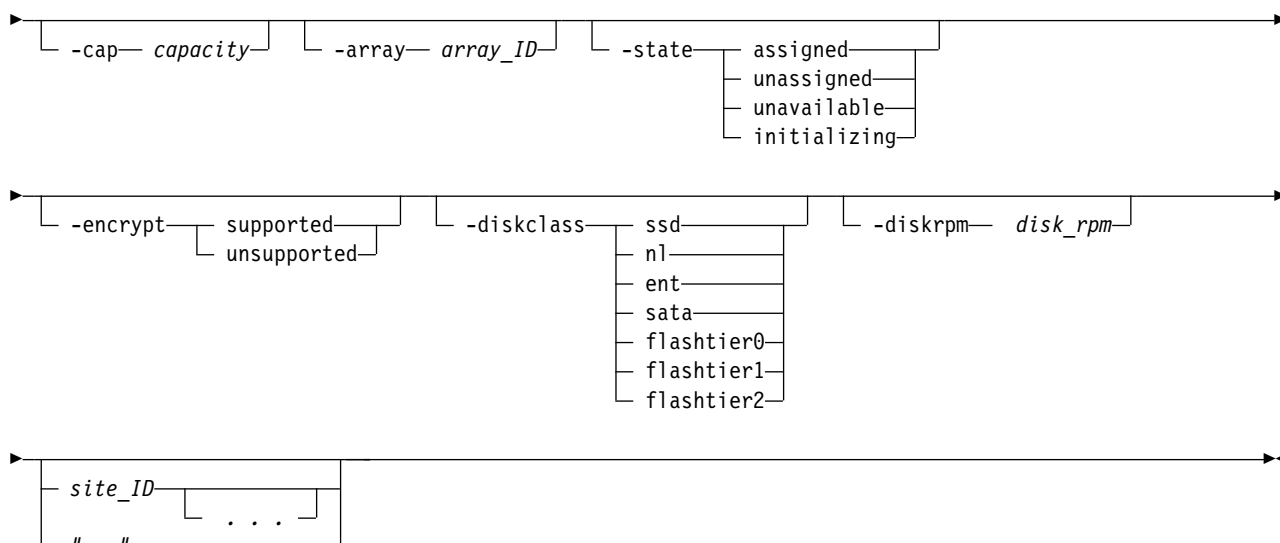 -cap capacity -array array_ID -state assigned
unassigned
unavailable
initializing
-encrypt supported -diskclass ssd -diskrpm disk_rpm
unsupported nl
ent
sata
flashtier0
flashtier1
flashtier2
site_ID
. . .